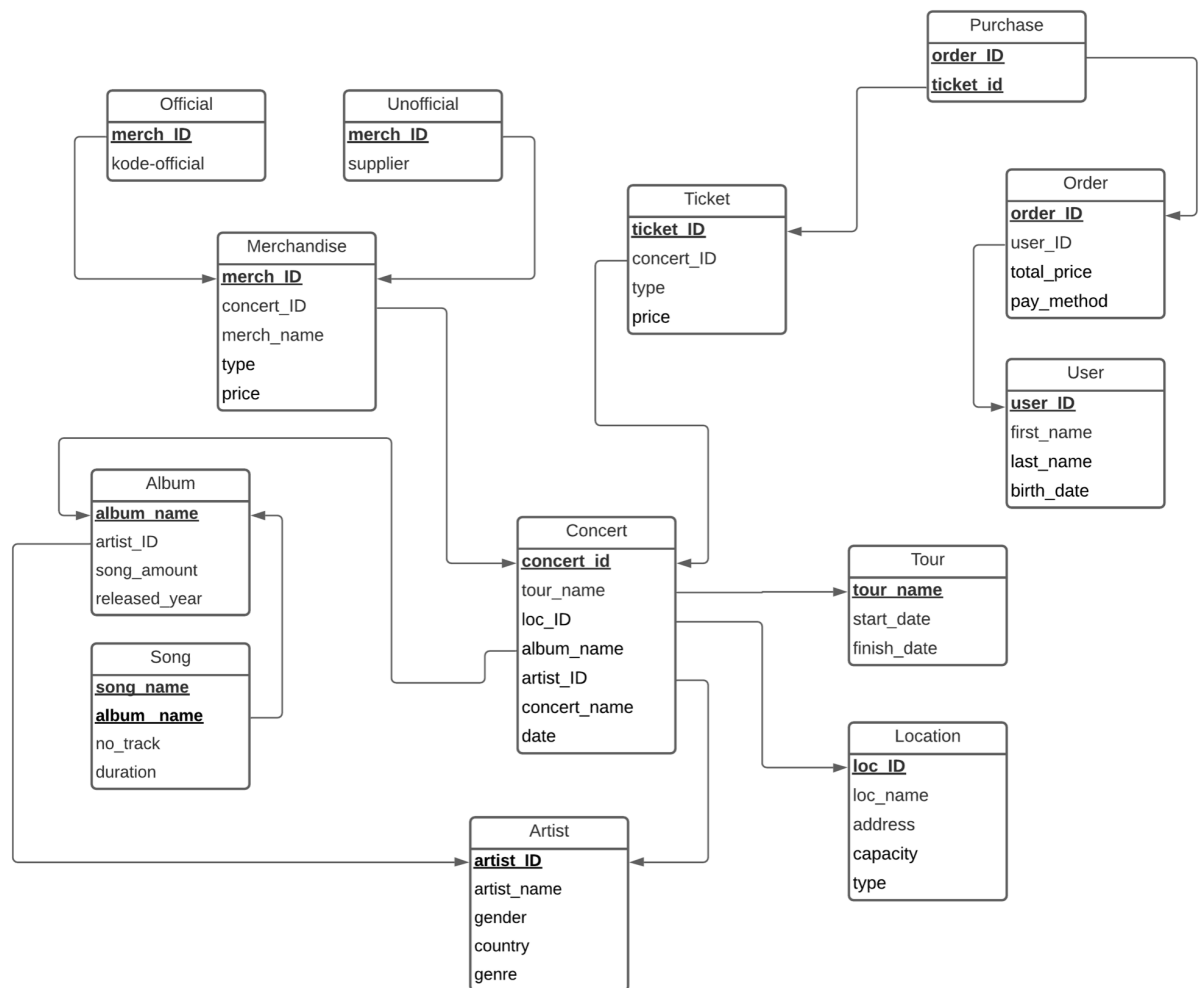 Purchase
order_ID
ticket_id
Official
merch_ID
kode-official
Unofficial
merch_ID
supplier
Order
order_ID
user_ID
total_price
pay_method
Ticket
ticket_ID
concert_ID
type
price
Merchandise
merch_ID
concert_ID
merch_name
type
price
User
user_ID
first_name
last_name
birth_date
Album
album_name
artist_ID
song_amount
released_year
Concert
concert_id
tour_name
loc_ID
album_name
artist_ID
concert_name
date
Tour
tour_name
start_date
finish_date
Song
song_name
album_name
no_track
duration
Location
loc_ID
loc_name
address
capacity
type
Artist
artist_ID
artist_name
gender
country
genre